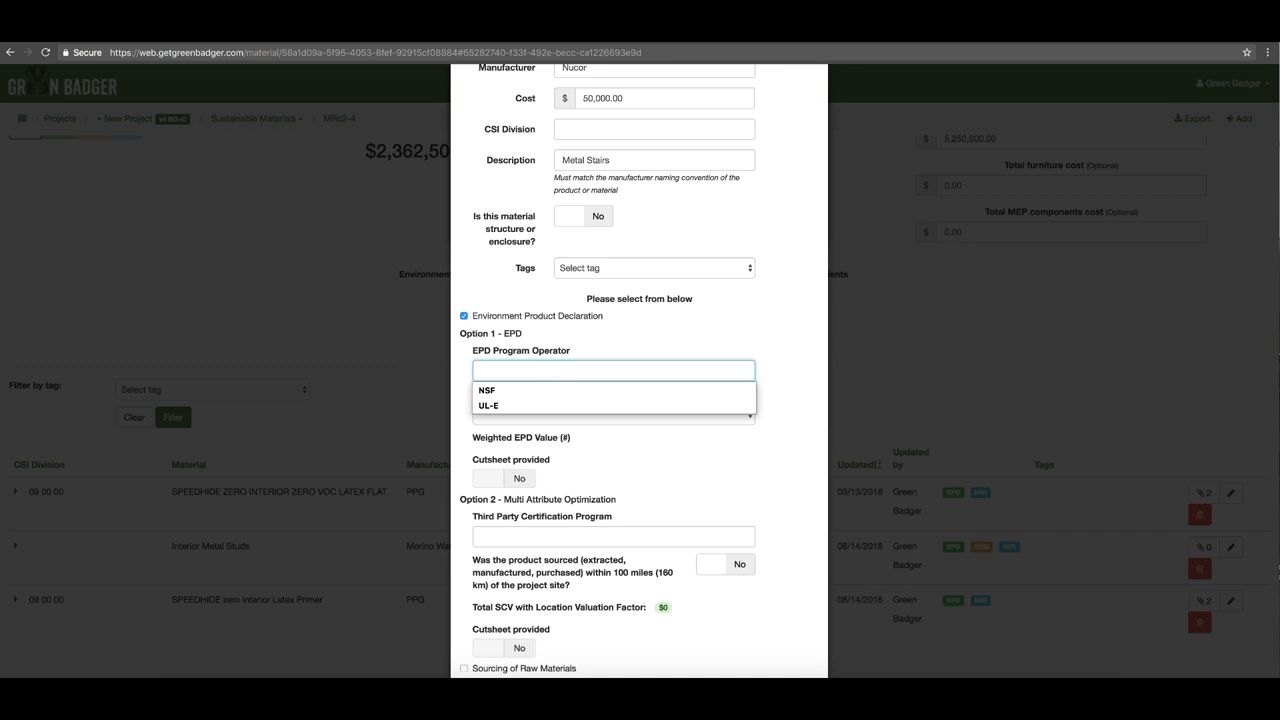 Secure
https://web.getgreenbadger.com/material/58a1d09a-5f95-4053-8fef-92915cf08884#65282740-f33f-492e-becc-ca1226693e9d
GR N BADGER
Green Badger
Projects
New Project v4 BD+C
Sustainable Materials
MRc2-4
Export
Add
Manufacturer
Nucor
Cost
$ 50,000.00
CSI Division
Description
Metal Stairs
Must match the manufacturer naming convention of the
product or material
Is this material
structure or
enclosure?
No
Tags
Select tag
Please select from below
Environment Product Declaration
Option 1 - EPD
EPD Program Operator
NSF
UL-E
Weighted EPD Value (#)
Cutsheet provided
No
Option 2 - Multi Attribute Optimization
Third Party Certification Program
Was the product sourced (extracted,
manufactured, purchased) within 100 miles (160
km) of the project site?
No
Total SCV with Location Valuation Factor: $0
Cutsheet provided
No
Sourcing of Raw Materials
$2,362,50
$ 5,250,000.00
Total furniture cost (Optional)
$ 0.00
Total MEP components cost (Optional)
$ 0.00
Filter by tag:
Select tag
Clear
Filter
CSI Division
Material
Updated
Updated
by
Tags
09 00 00
SPEEDHIDE ZERO INTERIOR ZERO VOC LATEX FLAT
PPG
09/13/2018
Green
Badger
EPD
2
Interior Metal Studs
08/14/2018
Green
Badger
EPD
0
09 00 00
SPEEDHIDE zero Interior Latex Primer
PPG
08/14/2018
Green
Badger
EPD
2